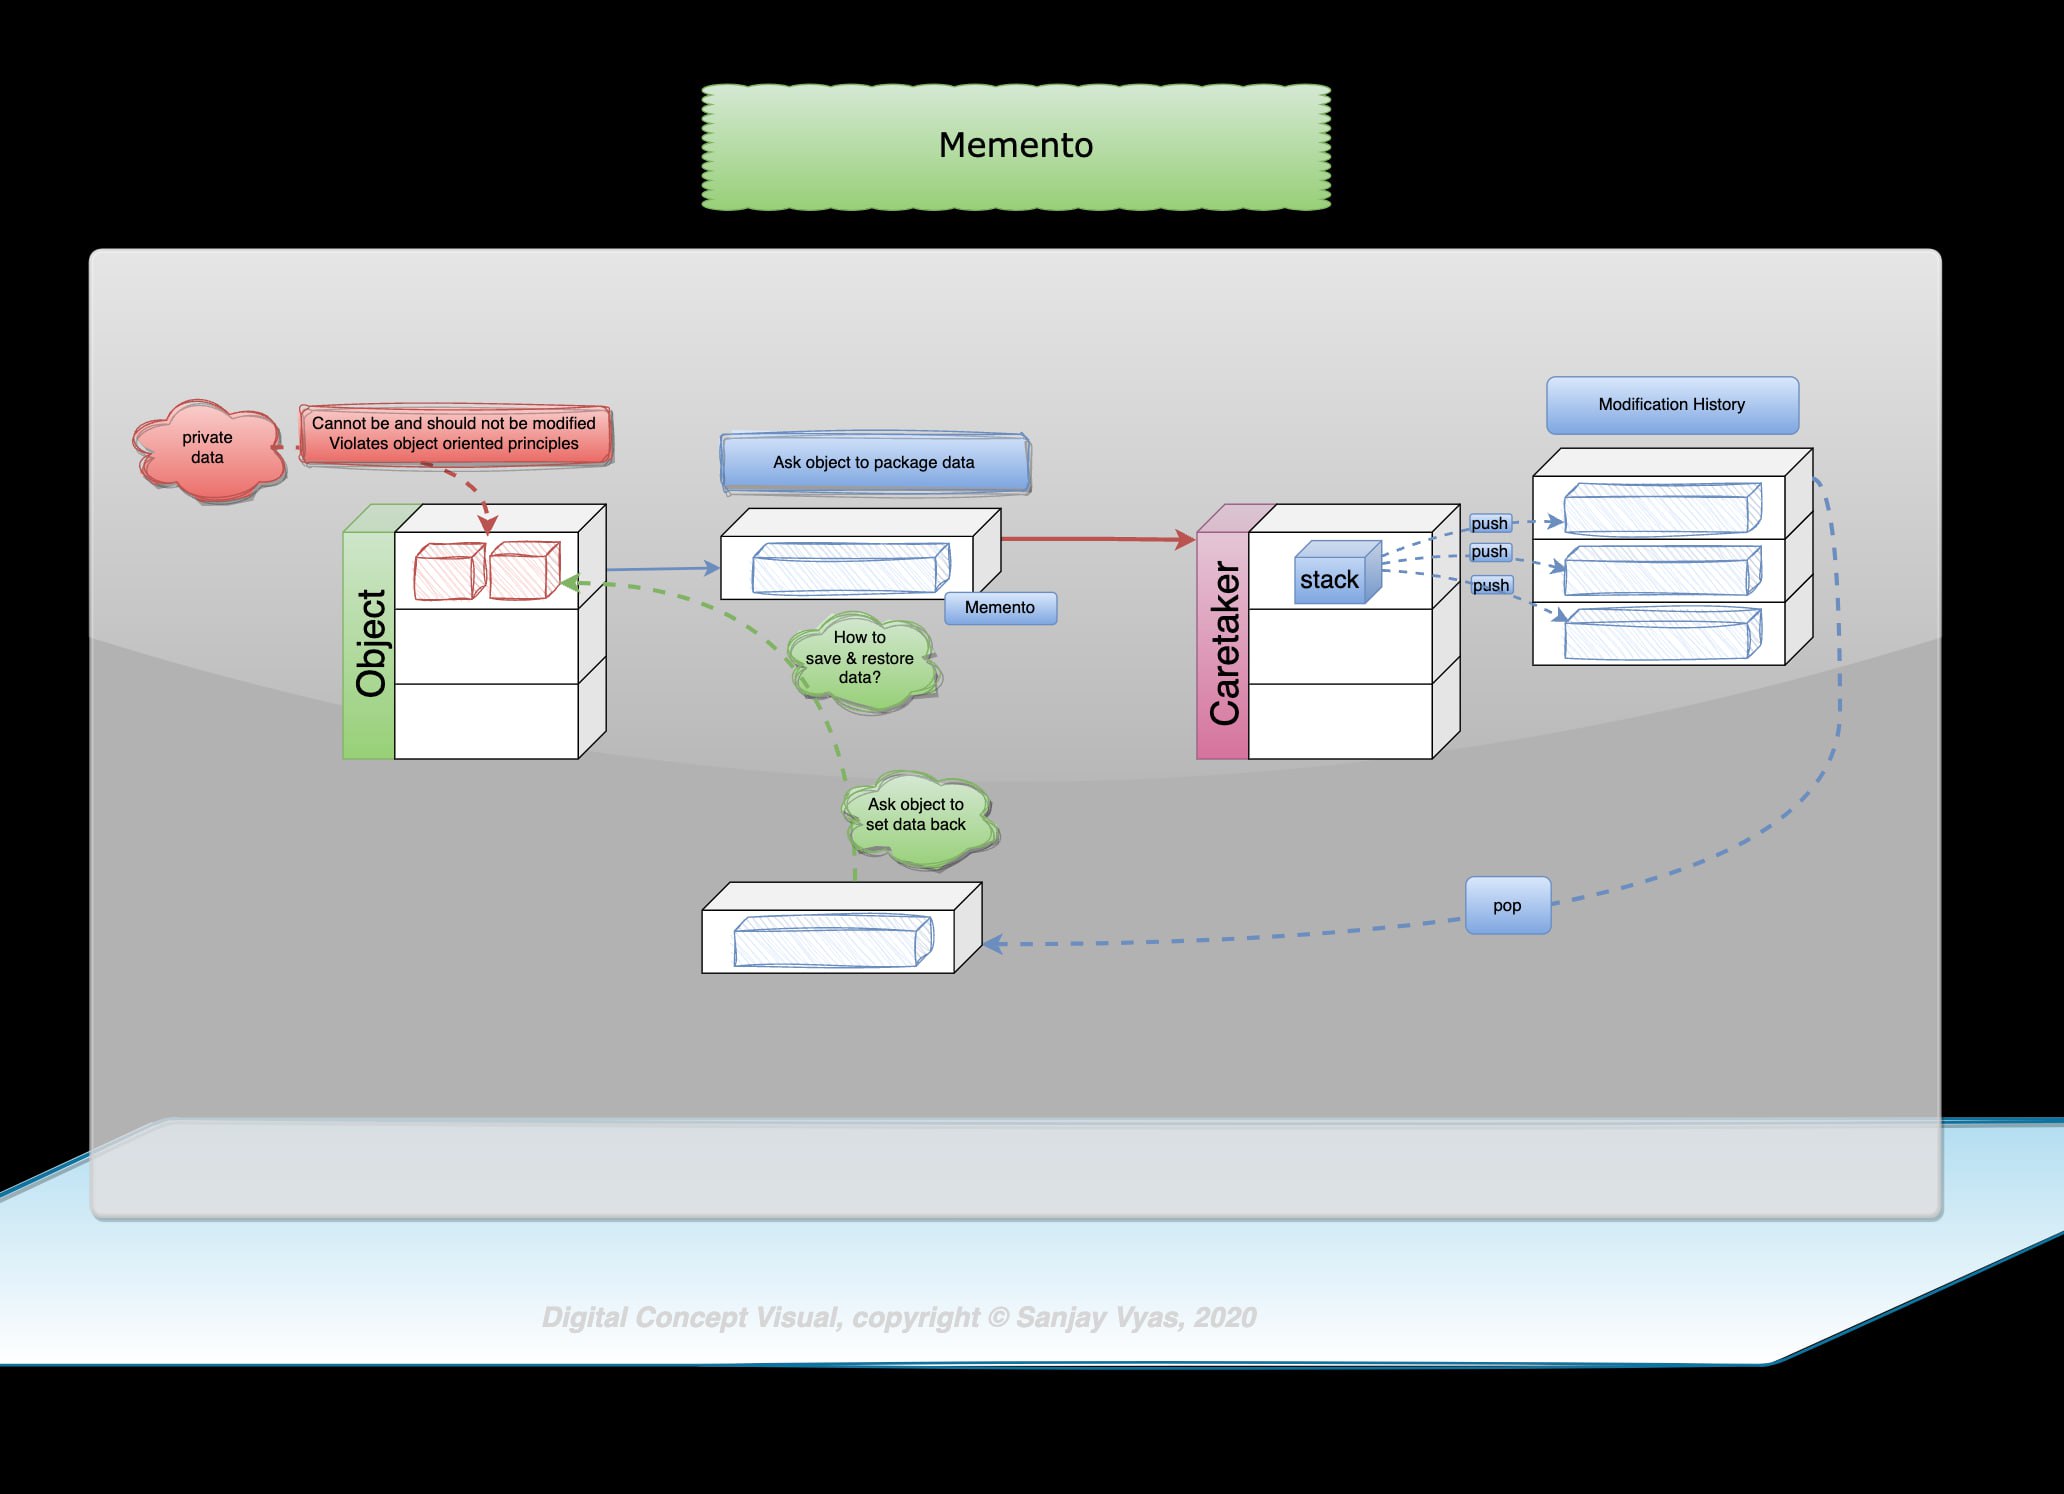 Memento
Modification History
private
data
Cannot be and should not be modified
Violates object oriented principles
Ask object to package data
Object
Memento
Caretaker
stack
push
push
push
How to
save & restore
data?
Ask object to
set data back
pop
Digital Concept Visual, copyright © Sanjay Vyas, 2020